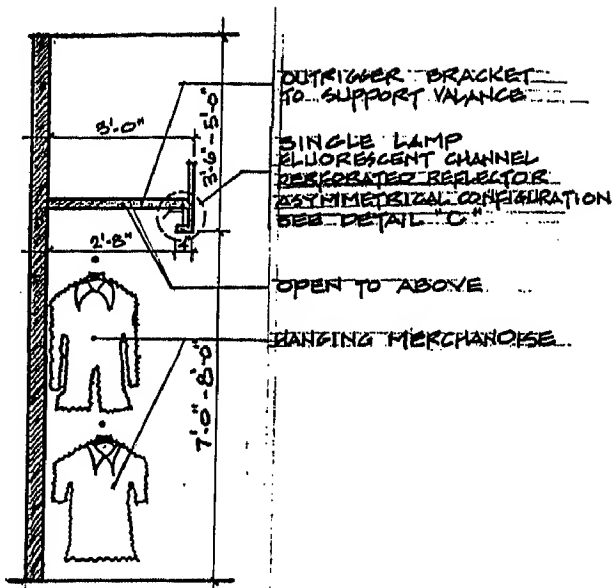 OUTRIGGER BRACKET
TO SUPPORT VALANCE
3'-0"
3'-6" - 5'-0"
SINGLE LAMP
FLUORESCENT CHANNEL
PERFORATED REFLECTOR
ASYMMETRICAL CONFIGURATION
SEE DETAIL "C"
2'-8"
4"
OPEN TO ABOVE
HANGING MERCHANDISE
7'-0" - 8'-0"